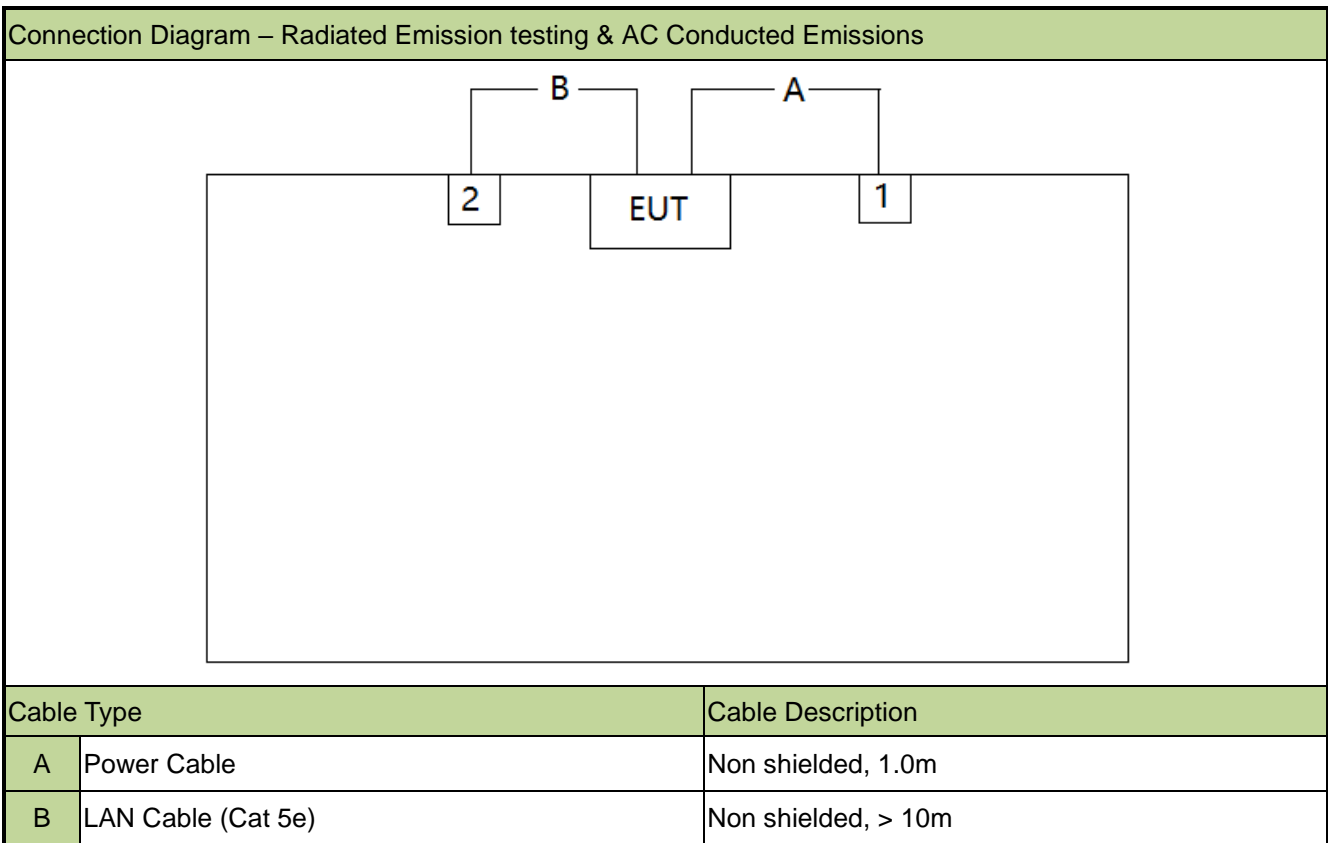 Connection Diagram – Radiated Emission testing & AC Conducted Emissions
B A
2 EUT 1
Cable Type Cable Description
A Power Cable Non shielded, 1.0m
B LAN Cable (Cat 5e) Non shielded, > 10m